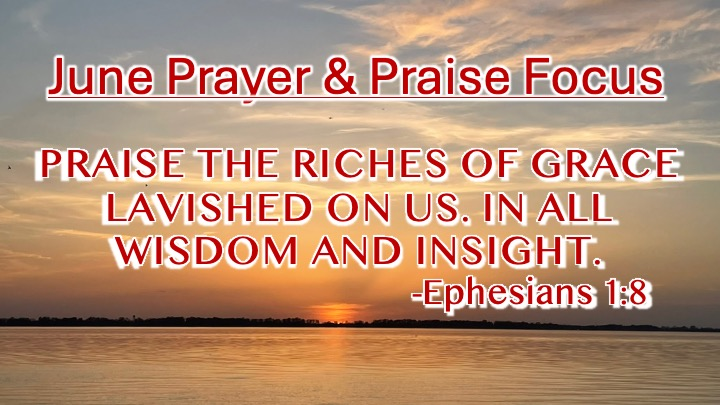 June Prayer & Praise Focus
PRAISE THE RICHES OF GRACE
LAVISHED ON US. IN ALL
WISDOM AND INSIGHT.
-Ephesians 1:8